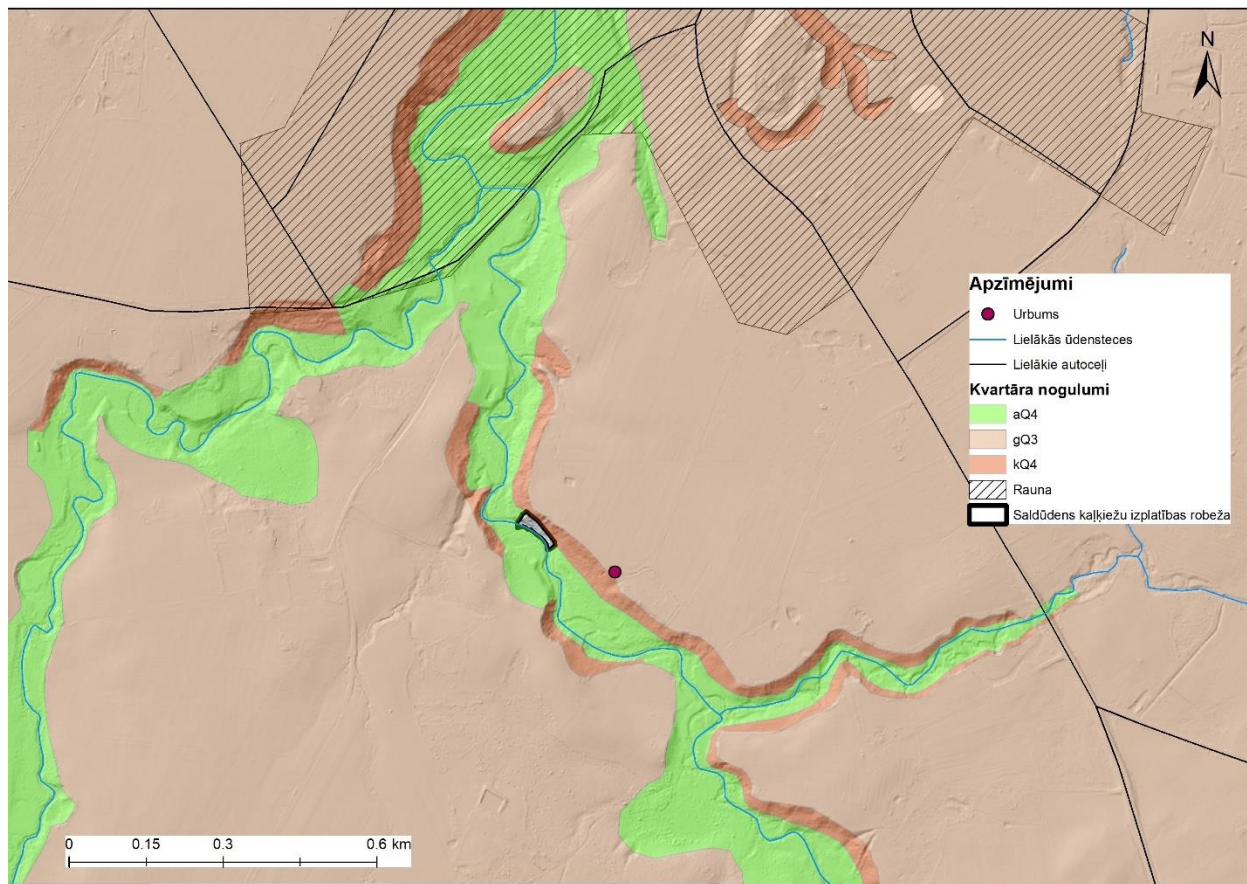 N
Apzīmējumi
Urbums
Lielākās ūdensteces
Lielākie autoceļi
Kvartāra nogulumi
aQ4
gQ3
kQ4
Rauna
Saldūdens kaļķiežu izplatības robeža
0 0.15 0.3 0.6 km